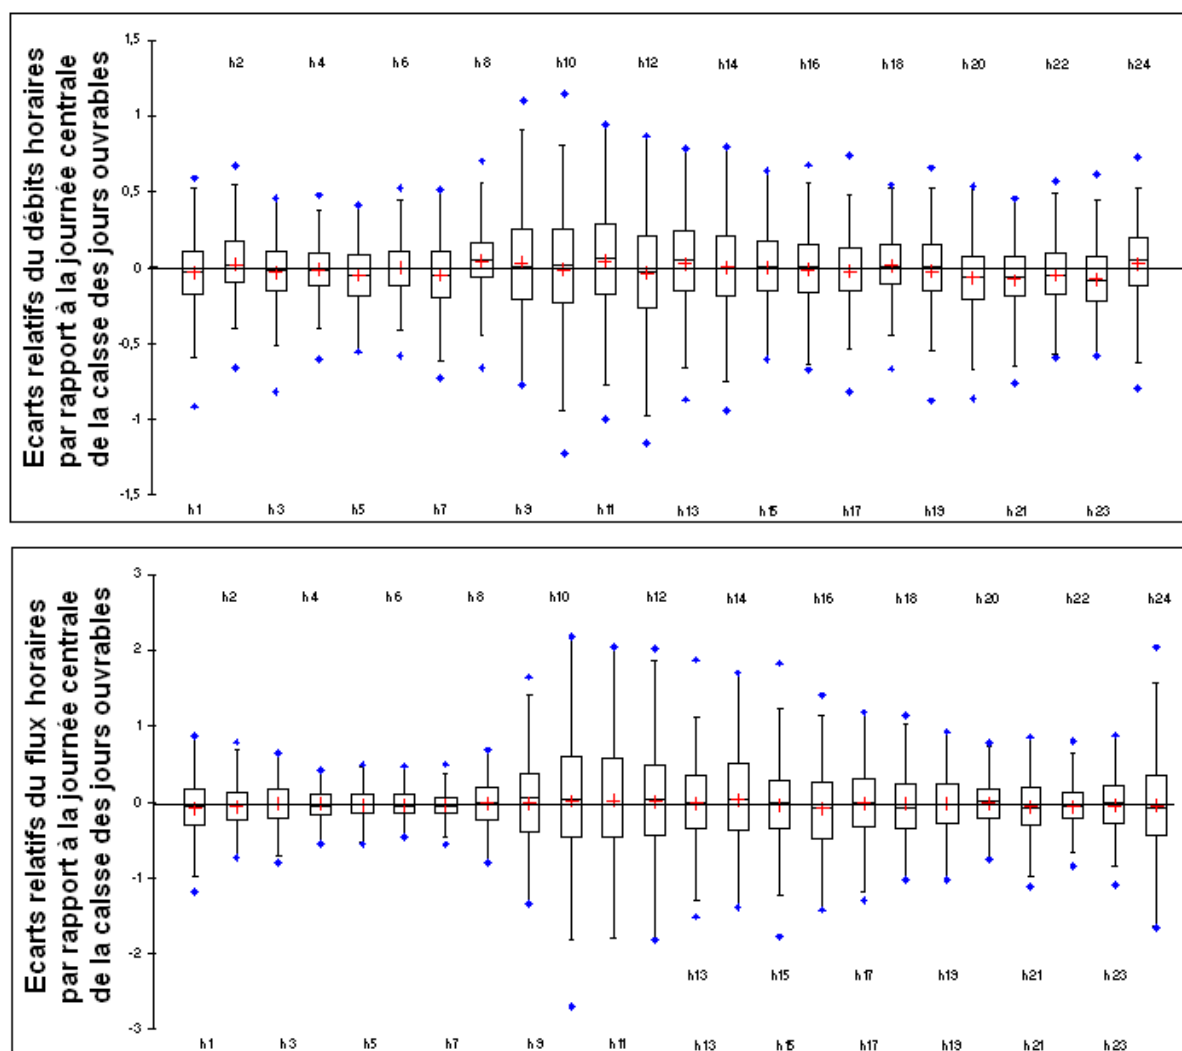 Ecarts relatifs du débits horaires
par rapport à la journée centrale
de la calsse des jours ouvrables
1,5
h2 h4 h6 h8 h10 h12 h14 h16 h18 h20 h22 h24
1
0,5
0
-0,5
-1
-1,5
h1 h3 h5 h7 h9 h11 h13 h15 h17 h19 h21 h23
Ecarts relatifs du flux horaires
par rapport à la journée centrale
de la calsse des jours ouvrables
3
h2 h4 h6 h8 h10 h12 h14 h16 h18 h20 h22 h24
2
1
0
-1
-2
h13 h15 h17 h19 h21 h23
-3
h1 h3 h5 h7 h9 h11 h13 h15 h17 h19 h21 h23